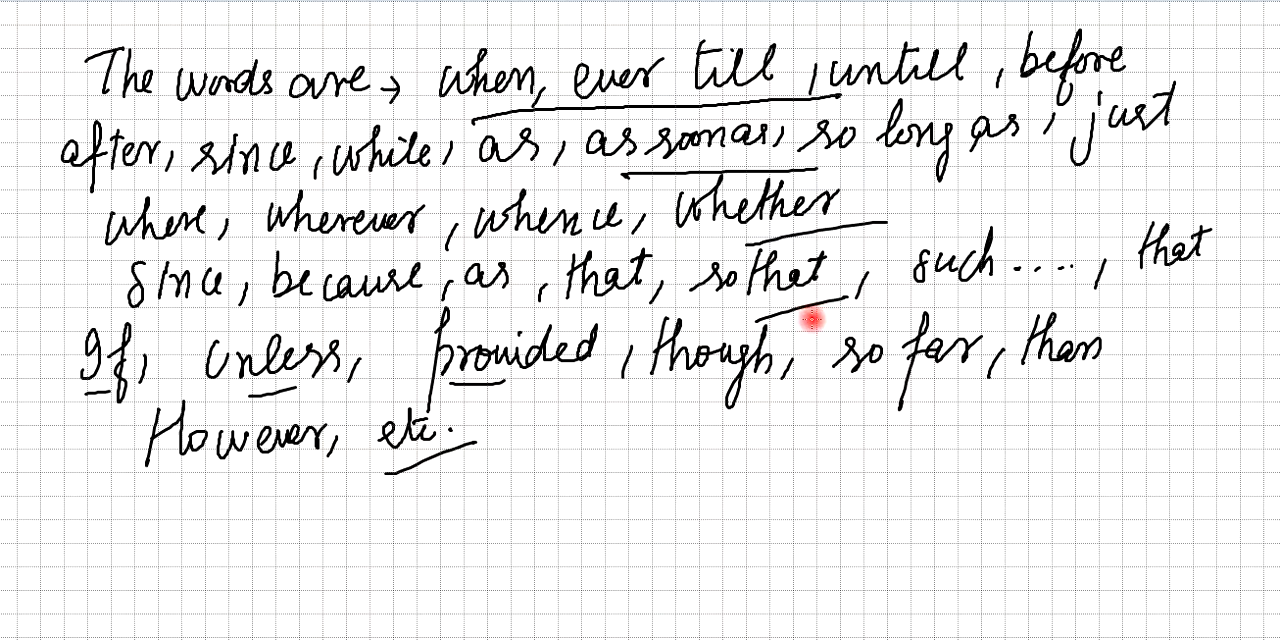 The words are → when, ever till, untill, before
after, since, while, as, as soon as, so long as, just
where, wherever, whence, whether
since, because, as, that, so that, such...., that
If, unless, provided, though, so far, than
However, etc.